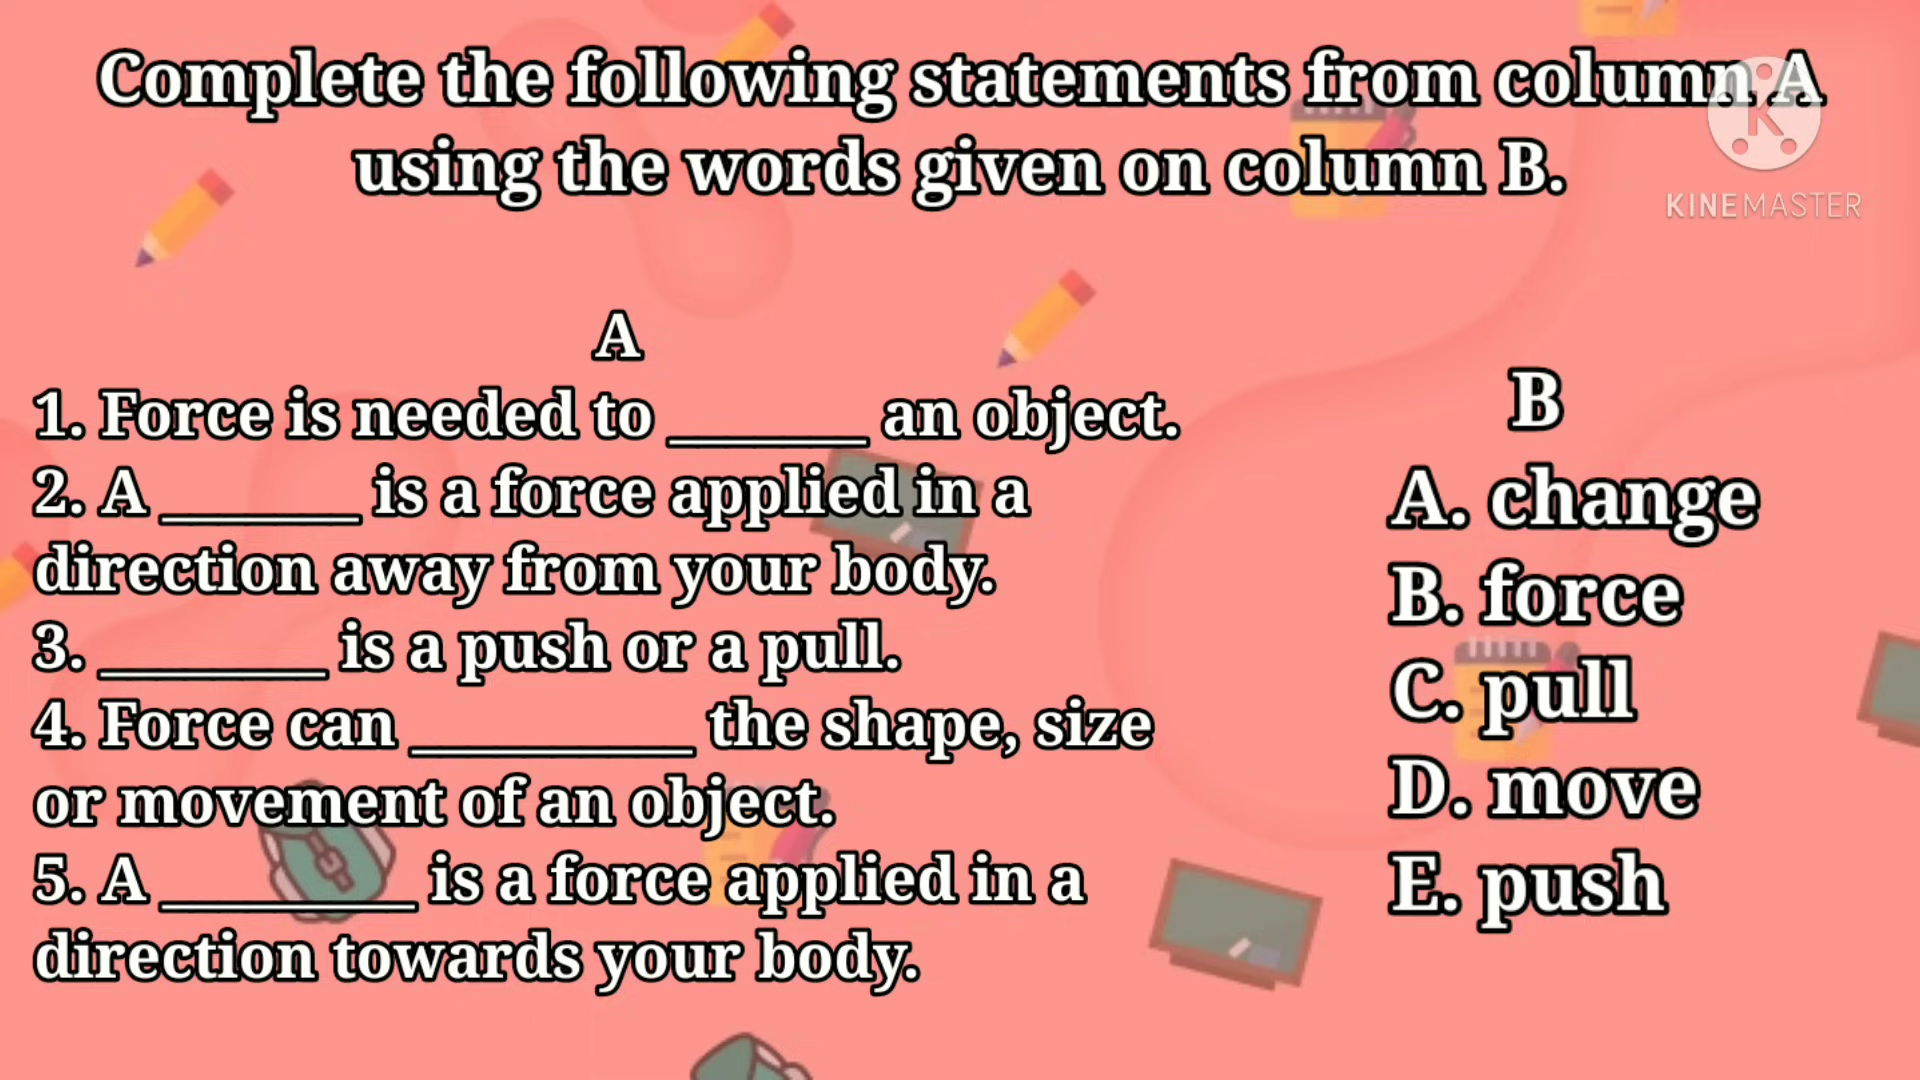 Complete the following statements from column A
using the words given on column B.
KINEMASTER
A
1. Force is needed to ______ an object.
2. A ______ is a force applied in a
direction away from your body.
3. _______ is a push or a pull.
4. Force can _________ the shape, size
or movement of an object.
5. A ________ is a force applied in a
direction towards your body.
B
A. change
B. force
C. pull
D. move
E. push